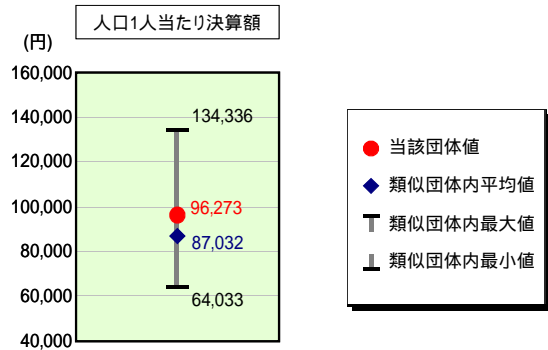 人口1人当たり決算額
(円)
160,000
140,000
120,000
100,000
80,000
60,000
40,000
134,336
96,273
87,032
64,033
当該団体値
類似団体内平均値
類似団体内最大値
類似団体内最小値